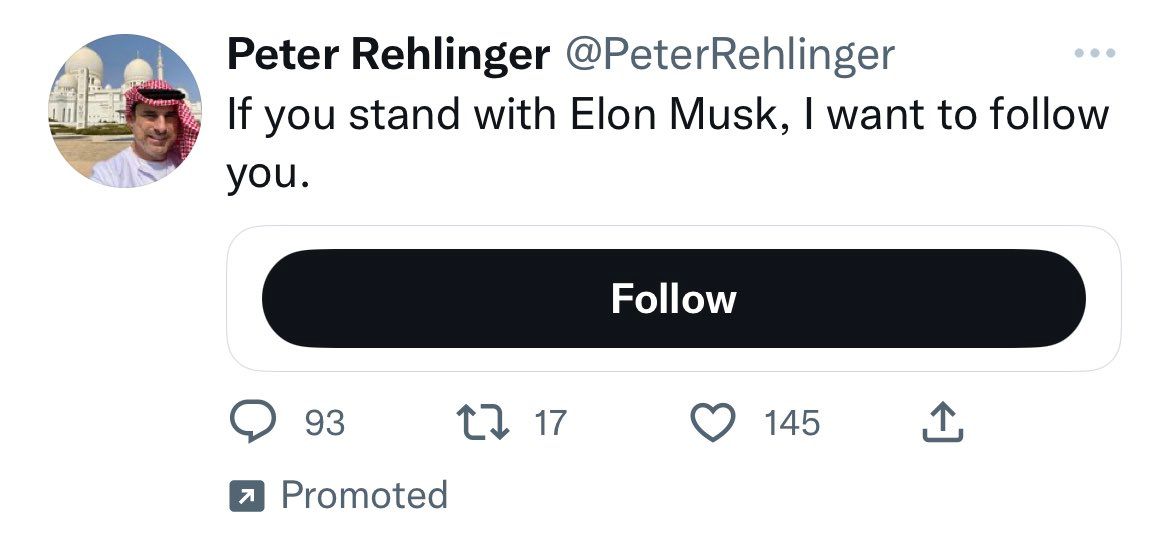 Peter Rehlinger @PeterRehlinger
If you stand with Elon Musk, I want to follow
you.
Follow
93 17 145
Promoted